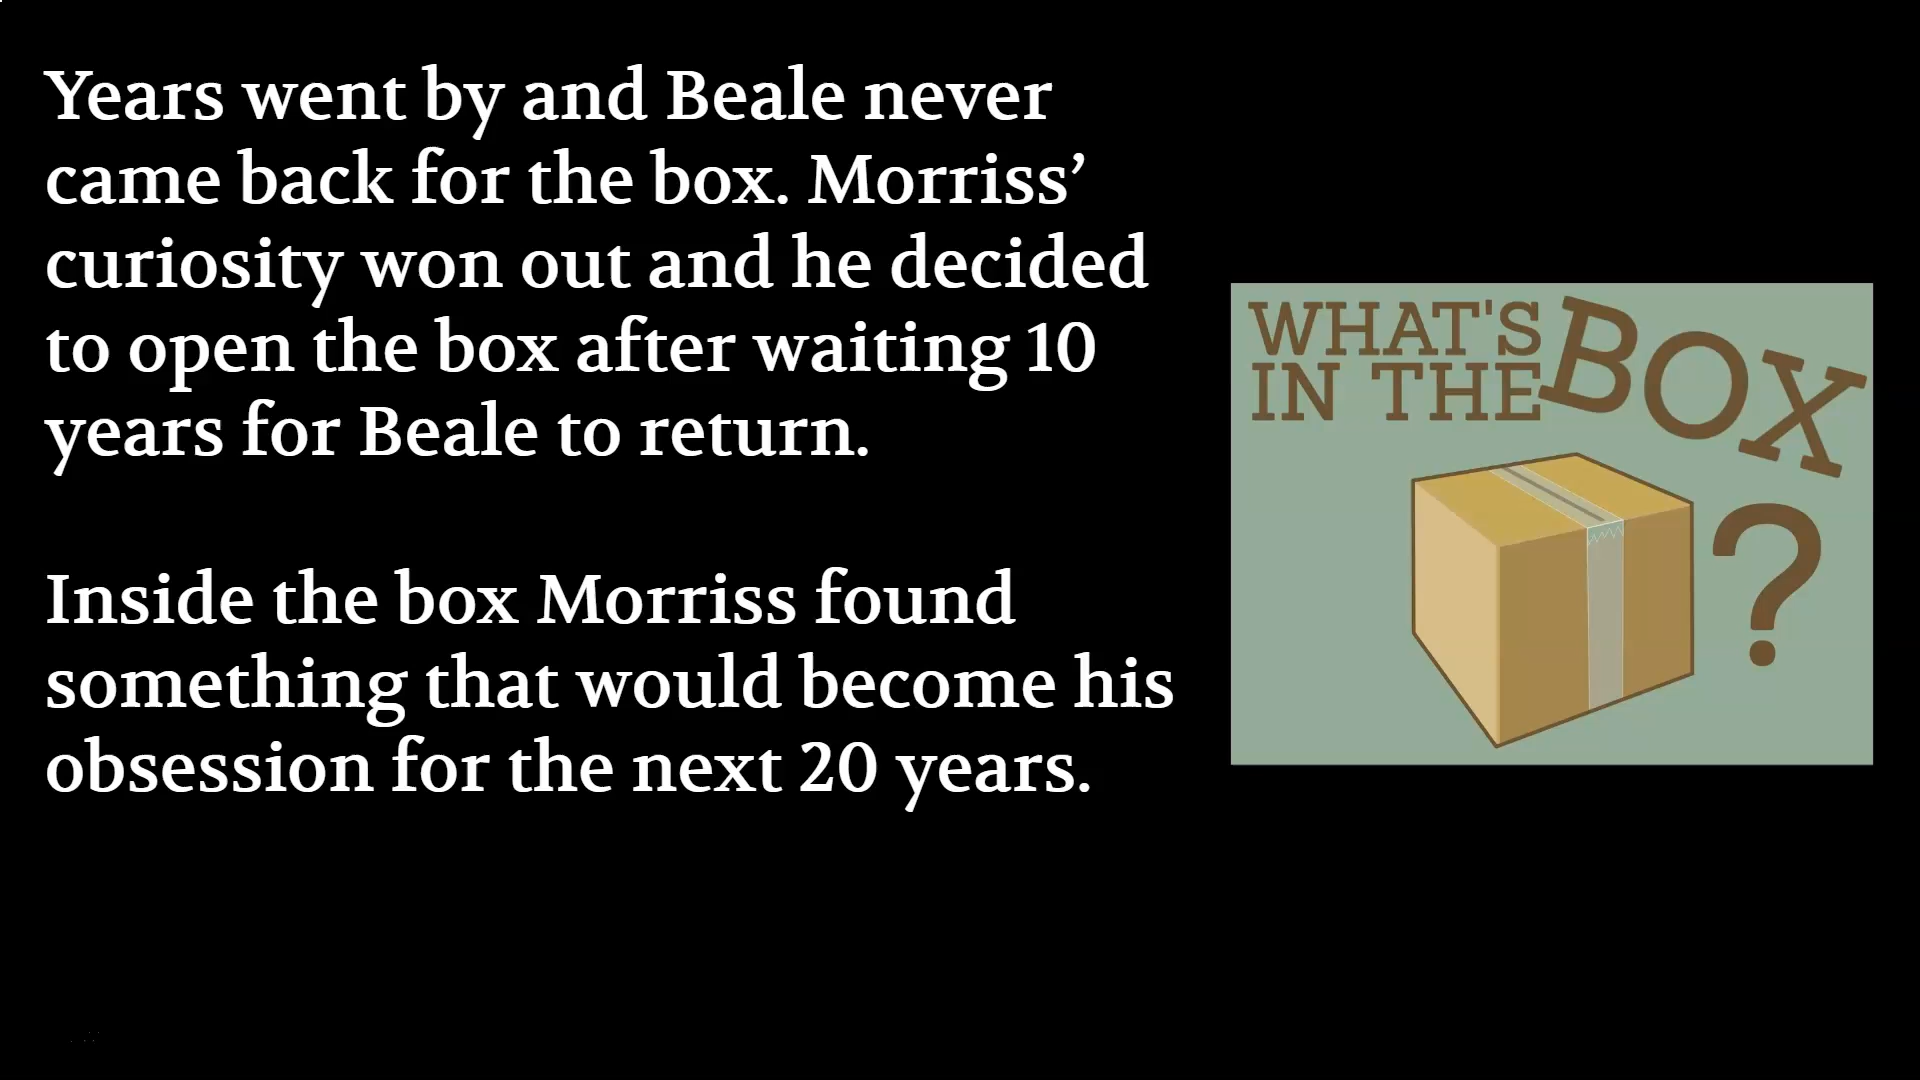 Years went by and Beale never
came back for the box. Morriss’
curiosity won out and he decided
to open the box after waiting 10
years for Beale to return.
Inside the box Morriss found
something that would become his
obsession for the next 20 years.
WHAT'S
IN THE
BOX
?